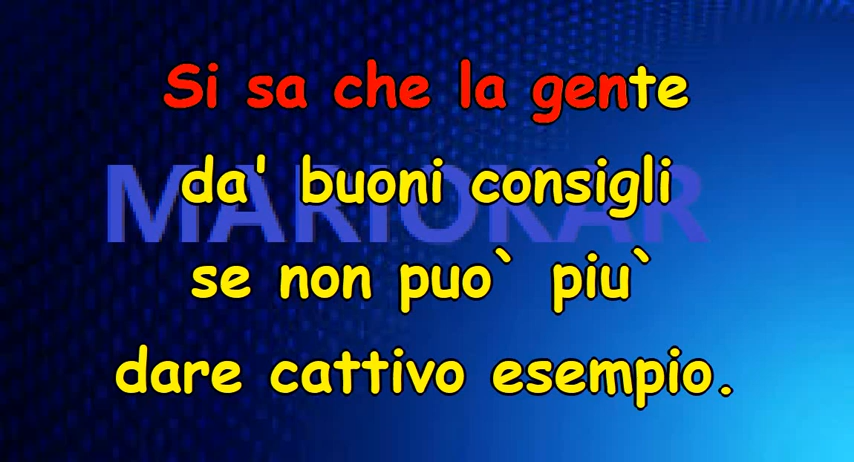 Si sa che la gente
MARIOKAR
da' buoni consigli
se non puo` piu`
dare cattivo esempio.